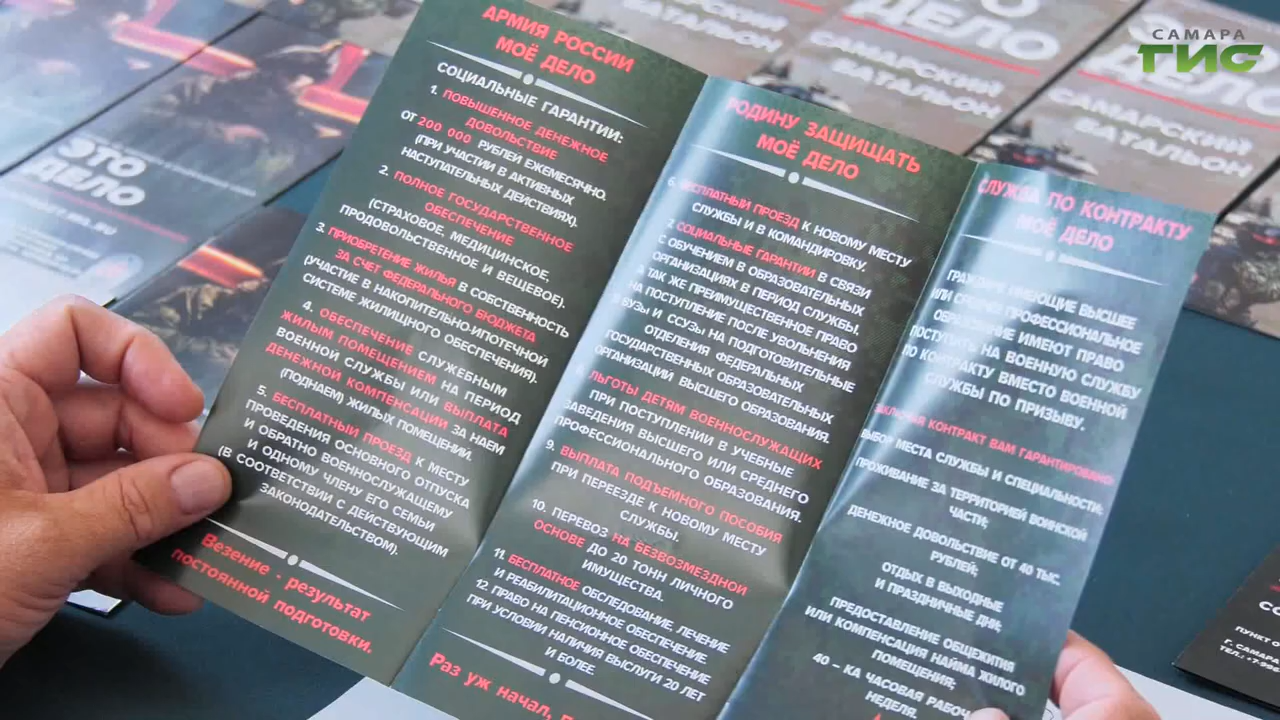 АРМИЯ РОССИИ
МОЁ ДЕЛО
СОЦИАЛЬНЫЕ ГАРАНТИИ:
1. ПОВЫШЕННОЕ ДЕНЕЖНОЕ
ДОВОЛЬСТВИЕ
ОТ 200 000 РУБЛЕЙ ЕЖЕМЕСЯЧНО.
(ПРИ УЧАСТИИ В АКТИВНЫХ
НАСТУПАТЕЛЬНЫХ ДЕЙСТВИЯХ).
2. ПОЛНОЕ ГОСУДАРСТВЕННОЕ
ОБЕСПЕЧЕНИЕ
(СТРАХОВОЕ, МЕДИЦИНСКОЕ,
ПРОДОВОЛЬСТВЕННОЕ И ВЕЩЕВОЕ).
3. ПРИОБРЕТЕНИЕ ЖИЛЬЯ В СОБСТВЕННОСТЬ
ЗА СЧЕТ ФЕДЕРАЛЬНОГО БЮДЖЕТА
(УЧАСТИЕ В НАКОПИТЕЛЬНО-ИПОТЕЧНОЙ
СИСТЕМЕ ЖИЛИЩНОГО ОБЕСПЕЧЕНИЯ).
4. ОБЕСПЕЧЕНИЕ СЛУЖЕБНЫМ
ЖИЛЫМ ПОМЕЩЕНИЕМ НА ПЕРИОД
ВОЕННОЙ СЛУЖБЫ ИЛИ ВЫПЛАТА
ДЕНЕЖНОЙ КОМПЕНСАЦИИ ЗА НАЕМ
(ПОДНАЕМ) ЖИЛЫХ ПОМЕЩЕНИЙ.
5. БЕСПЛАТНЫЙ ПРОЕЗД К МЕСТУ
ПРОВЕДЕНИЯ ОСНОВНОГО ОТПУСКА
И ОБРАТНО ВОЕННОСЛУЖАЩЕМУ
И ОДНОМУ ЧЛЕНУ ЕГО СЕМЬИ
(В СООТВЕТСТВИИ С ДЕЙСТВУЮЩИМ
ЗАКОНОДАТЕЛЬСТВОМ).
Везение - результат
постоянной подготовки.
РОДИНУ ЗАЩИЩАТЬ
МОЁ ДЕЛО
6. БЕСПЛАТНЫЙ ПРОЕЗД К НОВОМУ МЕСТУ
СЛУЖБЫ И В КОМАНДИРОВКУ.
7. СОЦИАЛЬНЫЕ ГАРАНТИИ В СВЯЗИ
С ОБУЧЕНИЕМ В ОБРАЗОВАТЕЛЬНЫХ
ОРГАНИЗАЦИЯХ В ПЕРИОД СЛУЖБЫ,
А ТАК ЖЕ ПРЕИМУЩЕСТВЕННОЕ ПРАВО
НА ПОСТУПЛЕНИЕ ПОСЛЕ УВОЛЬНЕНИЯ
В ВУЗы И ССУЗы НА ПОДГОТОВИТЕЛЬНЫЕ
ОТДЕЛЕНИЯ ФЕДЕРАЛЬНЫХ
ГОСУДАРСТВЕННЫХ ОБРАЗОВАТЕЛЬНЫХ
ОРГАНИЗАЦИИ ВЫСШЕГО ОБРАЗОВАНИЯ.
8. ЛЬГОТЫ ДЕТЯМ ВОЕННОСЛУЖАЩИХ
ПРИ ПОСТУПЛЕНИИ В УЧЕБНЫЕ
ЗАВЕДЕНИЯ ВЫСШЕГО ИЛИ СРЕДНЕГО
ПРОФЕССИОНАЛЬНОГО ОБРАЗОВАНИЯ.
9. ВЫПЛАТА ПОДЪЕМНОГО ПОСОБИЯ
ПРИ ПЕРЕЕЗДЕ К НОВОМУ МЕСТУ
СЛУЖБЫ.
10. ПЕРЕВОЗ НА БЕЗВОЗМЕЗДНОЙ
ОСНОВЕ ДО 20 ТОНН ЛИЧНОГО
ИМУЩЕСТВА.
11. БЕСПЛАТНОЕ ОБСЛЕДОВАНИЕ, ЛЕЧЕНИЕ
И РЕАБИЛИТАЦИОННОЕ ОБЕСПЕЧЕНИЕ.
12. ПРАВО НА ПЕНСИОННОЕ ОБЕСПЕЧЕНИЕ
ПРИ УСЛОВИИ НАЛИЧИЯ ВЫСЛУГИ 20 ЛЕТ
И БОЛЕЕ.
Раз уж начал,
СЛУЖБА ПО КОНТРАКТУ
МОЁ ДЕЛО
ГРАЖДАНЕ ИМЕЮЩИЕ ВЫСШЕЕ
ИЛИ СРЕДНЕЕ ПРОФЕССИОНАЛЬНОЕ
ОБРАЗОВАНИЕ ИМЕЮТ ПРАВО
ПОСТУПИТЬ НА ВОЕННУЮ СЛУЖБУ
ПО КОНТРАКТУ ВМЕСТО ВОЕННОЙ
СЛУЖБЫ ПО ПРИЗЫВУ.
ЗАКЛЮЧАЯ КОНТРАКТ ВАМ ГАРАНТИРОВАНО:
ВЫБОР МЕСТА СЛУЖБЫ И СПЕЦИАЛЬНОСТИ;
ПРОЖИВАНИЕ ЗА ТЕРРИТОРИЕЙ ВОИНСКОЙ
ЧАСТИ;
ДЕНЕЖНОЕ ДОВОЛЬСТВИЕ ОТ 40 ТЫС.
РУБЛЕЙ;
ОТДЫХ В ВЫХОДНЫЕ
И ПРАЗДНИЧНЫЕ ДНИ;
ПРЕДОСТАВЛЕНИЕ ОБЩЕЖИТИЯ
ИЛИ КОМПЕНСАЦИЯ НАЙМА ЖИЛОГО
ПОМЕЩЕНИЯ;
40 - КА ЧАСОВАЯ РАБОЧ
НЕДЕЛЯ.
ЭТО
ДЕЛО
ЭТО
ДЕЛО
САМАРСКИЙ
БАТАЛЬОН
САМАРСКИЙ
БАТАЛЬОН
САМАРА
ГИС
ПУНКТ О
Г. САМАРА